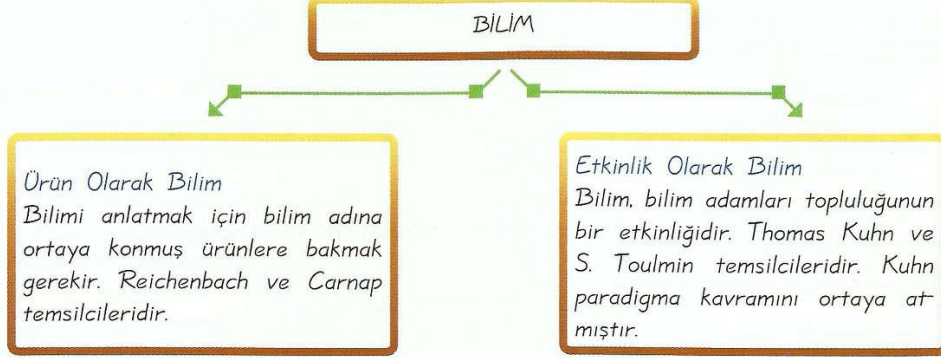 BİLİM
Ürün Olarak Bilim
Bilimi anlatmak için bilim adına
ortaya konmuş ürünlere bakmak
gerekir. Reichenbach ve Carnap
temsilcileridir.
Etkinlik Olarak Bilim
Bilim, bilim adamları topluluğunun
bir etkinliğidir. Thomas Kuhn ve
S. Toulmin temsilcileridir. Kuhn
paradigma kavramını ortaya at-
mıştır.